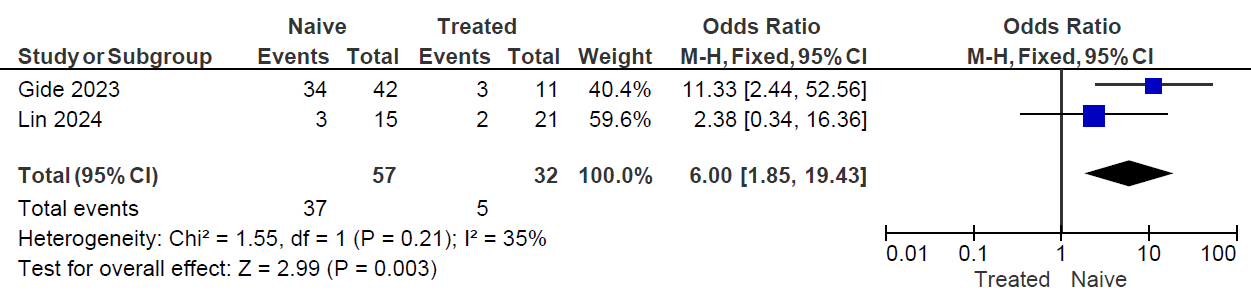 Naive Treated Odds Ratio Odds Ratio
Study or Subgroup Events Total Events Total Weight M-H, Fixed, 95% CI M-H, Fixed, 95% CI
Gide 2023 34 42 3 11 40.4% 11.33 [2.44, 52.56]
Lin 2024 3 15 2 21 59.6% 2.38 [0.34, 16.36]
Total (95% CI) 57 32 100.0% 6.00 [1.85, 19.43]
Total events 37 5
Heterogeneity: Chi² = 1.55, df = 1 (P = 0.21); I² = 35%
Test for overall effect: Z = 2.99 (P = 0.003)
0.01 0.1 1 10 100
Treated Naive